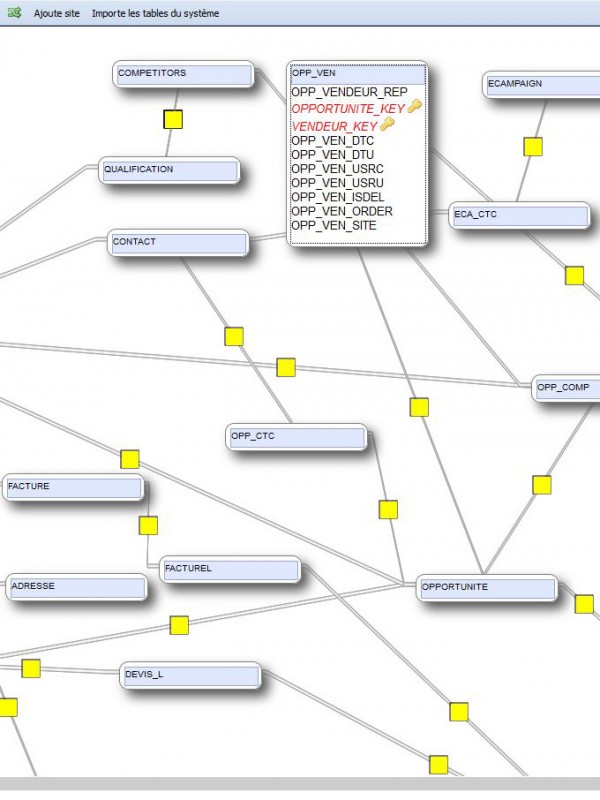 Ajoute site Importe les tables du système
COMPETITORS
OPP_VEN
OPP_VENDEUR_REP
OPPORTUNITE_KEY
VENDEUR_KEY
OPP_VEN_DTC
OPP_VEN_DTU
OPP_VEN_USRC
OPP_VEN_USRU
OPP_VEN_ISDEL
OPP_VEN_ORDER
OPP_VEN_SITE
ECAMPAIGN
QUALIFICATION
ECA_CTC
CONTACT
OPP_COMP
OPP_CTC
FACTURE
FACTUREL
ADRESSE
OPPORTUNITE
DEVIS_L